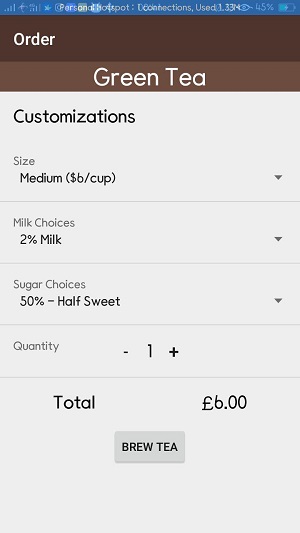 Personal Hotspot : 1 connections, Used 1.33M
45%
Order
Green Tea
Customizations
Size
Medium ($6/cup)
Milk Choices
2% Milk
Sugar Choices
50% – Half Sweet
Quantity
- 1 +
Total £6.00
BREW TEA